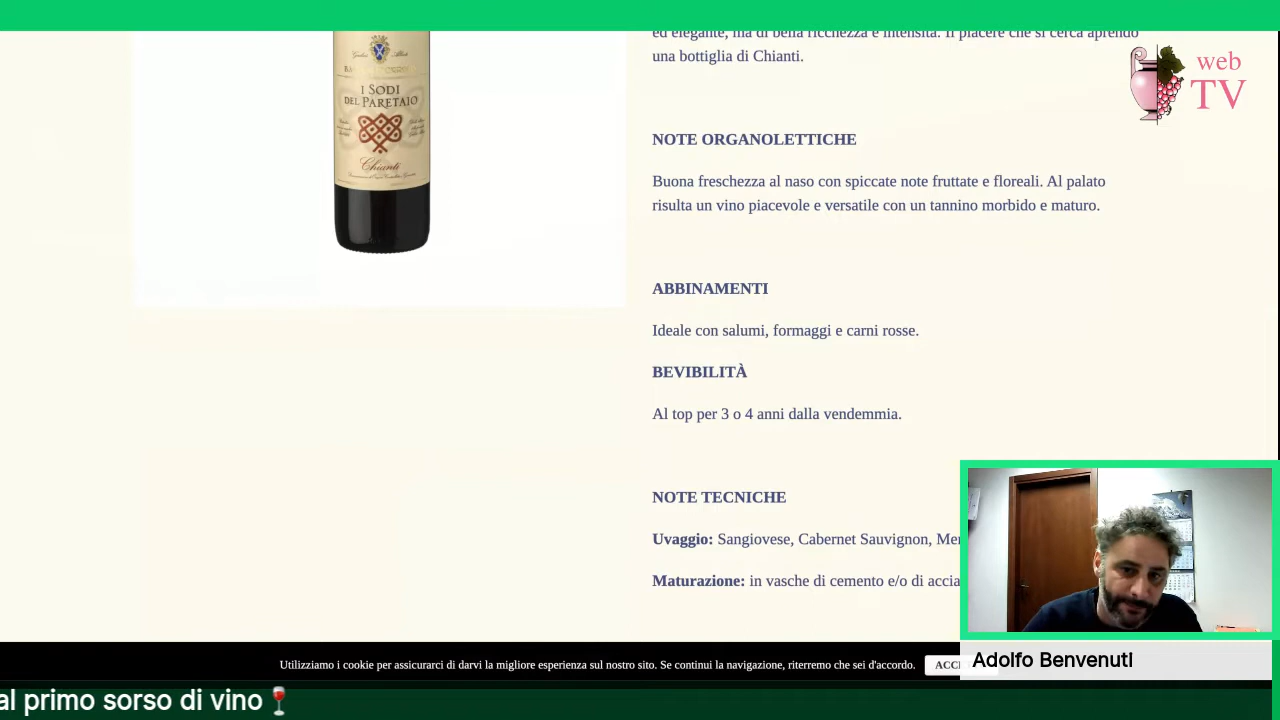 ed elegante, ma di bella ricchezza e intensità. Il piacere che si cerca aprendo
una bottiglia di Chianti.
web
TV
I SODI
DEL PARETAIO
Chianti
NOTE ORGANOLETTICHE
Buona freschezza al naso con spiccate note fruttate e floreali. Al palato
risulta un vino piacevole e versatile con un tannino morbido e maturo.
ABBINAMENTI
Ideale con salumi, formaggi e carni rosse.
BEVIBILITÀ
Al top per 3 o 4 anni dalla vendemmia.
NOTE TECNICHE
Uvaggio: Sangiovese, Cabernet Sauvignon, Mer
Maturazione: in vasche di cemento e/o di accia
Utilizziamo i cookie per assicurarci di darvi la migliore esperienza sul nostro sito. Se continui la navigazione, riterremo che sei d'accordo.
ACC
Adolfo Benvenuti
al primo sorso di vino🍷